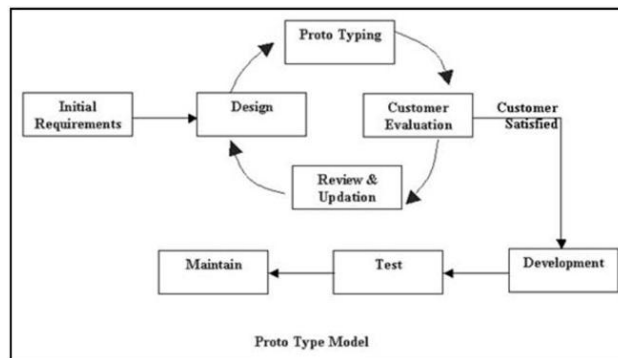 Proto Typing
Initial
Requirements
Design
Customer
Evaluation
Customer
Satisfied
Review &
Updation
Maintain
Test
Development
Proto Type Model